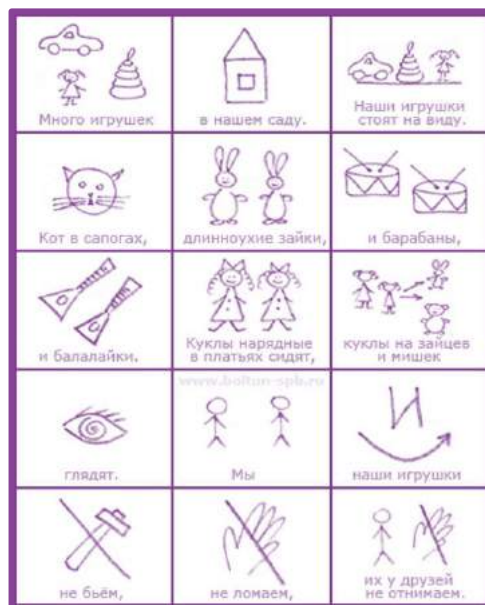 Много игрушек
в нашем саду.
Наши игрушки
стоят на виду.
Кот в сапогах,
длинноухие зайки,
и барабаны,
и балалайки.
Куклы нарядные
в платьях сидят,
куклы на зайцев
и мишек
www.boltun-spb.ru
глядят.
Мы
И
наши игрушки
не бьём,
не ломаем,
их у друзей
не отнимаем.